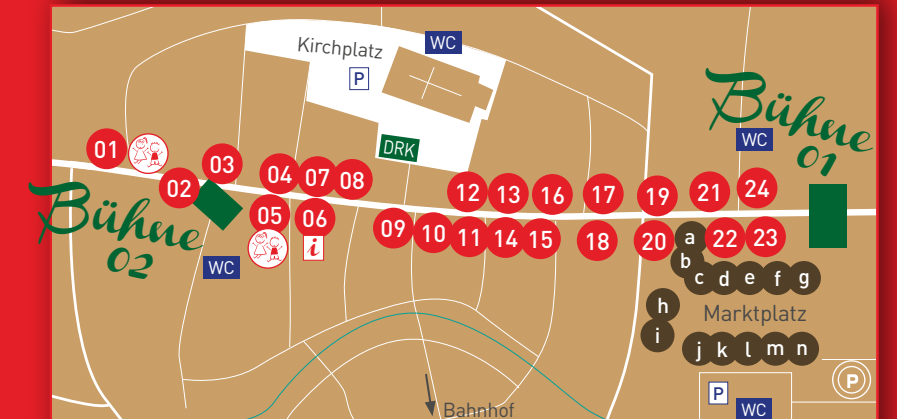 Kirchplatz
WC
P
DRK
Bühne
01
WC
01
03
02
04
07
08
12
13
16
17
19
21
24
Bühne
02
05
06
i
WC
09
10
11
14
15
18
20
22
23
a
b
c
d
e
f
g
h
i
Marktplatz
j
k
l
m
n
P
P
WC
Bahnhof